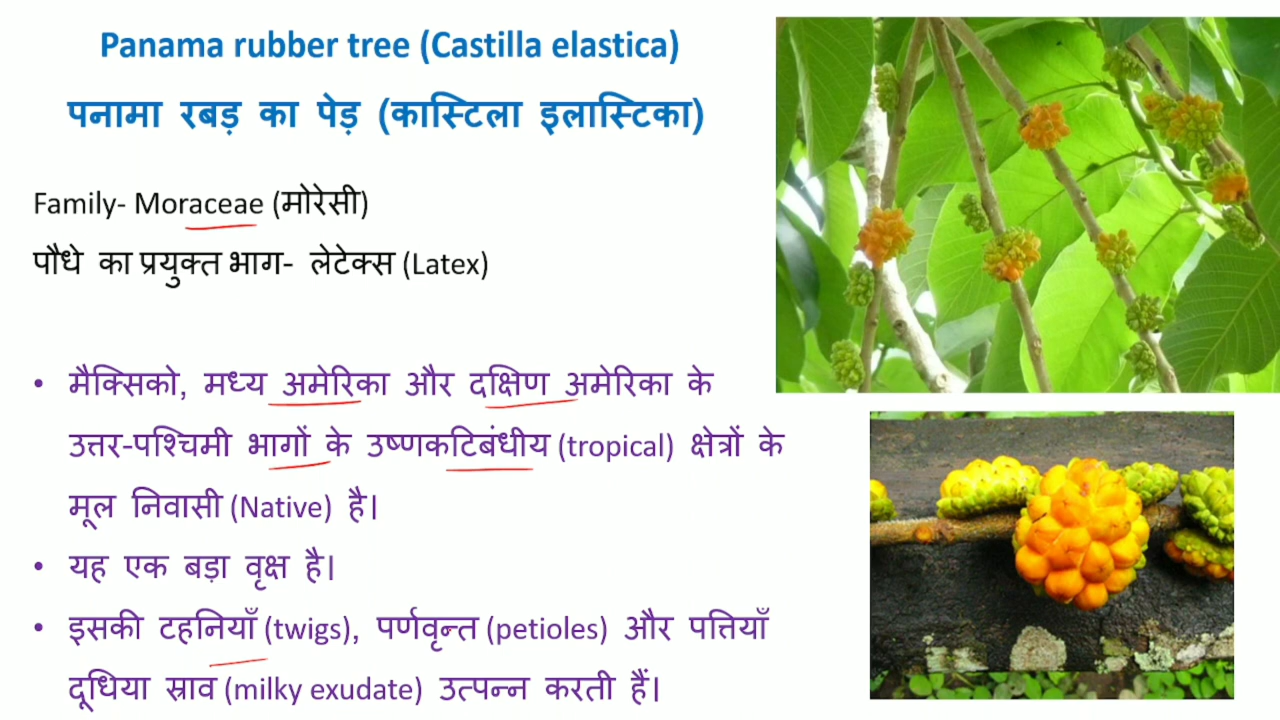 Panama rubber tree (Castilla elastica)
पनामा रबड़ का पेड़ (कास्टिला इलास्टिका)
Family- Moraceae (मोरेसी)
पौधे का प्रयुक्त भाग- लेटेक्स (Latex)
• मैक्सिको, मध्य अमेरिका और दक्षिण अमेरिका के
उत्तर-पश्चिमी भागों के उष्णकटिबंधीय (tropical) क्षेत्रों के
मूल निवासी (Native) है।
• यह एक बड़ा वृक्ष है।
• इसकी टहनियाँ (twigs), पर्णवृन्त (petioles) और पत्तियाँ
दूधिया स्राव (milky exudate) उत्पन्न करती हैं।